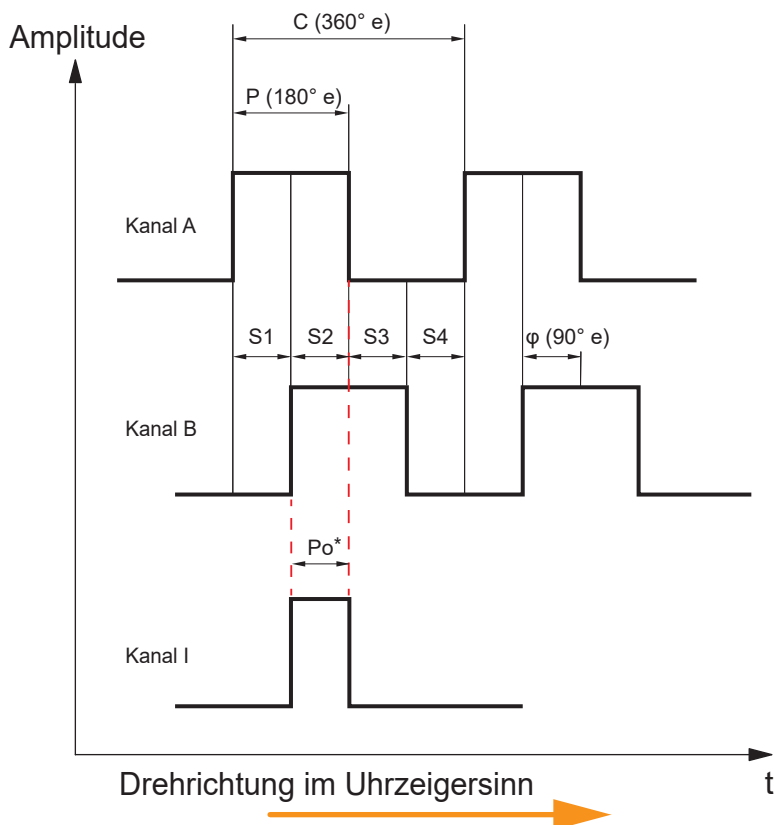 C (360° e)
Amplitude
P (180° e)
Kanal A
S1 S2 S3 S4 φ (90° e)
Kanal B
Po*
Kanal I
Drehrichtung im Uhrzeigersinn t